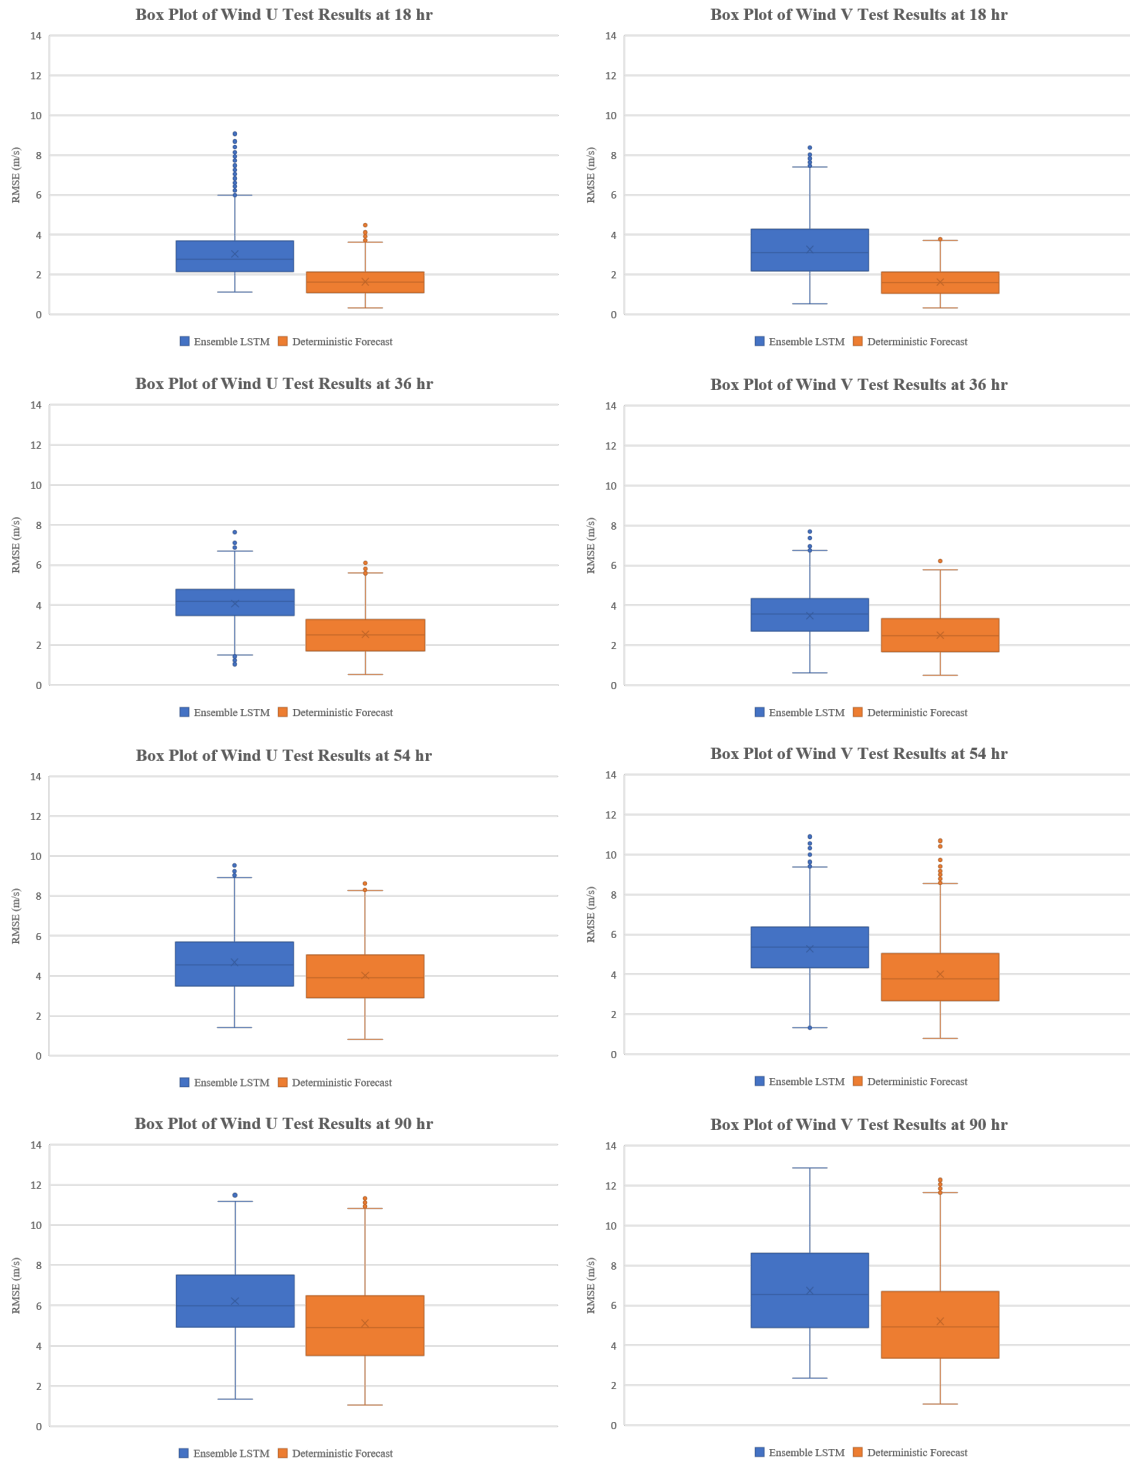 Box Plot of Wind U Test Results at 18 hr
14
12
10
8
6
4
2
0
RMSE (m/s)
Ensemble LSTM Deterministic Forecast
Box Plot of Wind V Test Results at 18 hr
14
12
10
8
6
4
2
0
RMSE (m/s)
Ensemble LSTM Deterministic Forecast
Box Plot of Wind U Test Results at 36 hr
14
12
10
8
6
4
2
0
RMSE (m/s)
Ensemble LSTM Deterministic Forecast
Box Plot of Wind V Test Results at 36 hr
14
12
10
8
6
4
2
0
RMSE (m/s)
Ensemble LSTM Deterministic Forecast
Box Plot of Wind U Test Results at 54 hr
14
12
10
8
6
4
2
0
RMSE (m/s)
Ensemble LSTM Deterministic Forecast
Box Plot of Wind V Test Results at 54 hr
14
12
10
8
6
4
2
0
RMSE (m/s)
Ensemble LSTM Deterministic Forecast
Box Plot of Wind U Test Results at 90 hr
14
12
10
8
6
4
2
0
RMSE (m/s)
Ensemble LSTM Deterministic Forecast
Box Plot of Wind V Test Results at 90 hr
14
12
10
8
6
4
2
0
RMSE (m/s)
Ensemble LSTM Deterministic Forecast